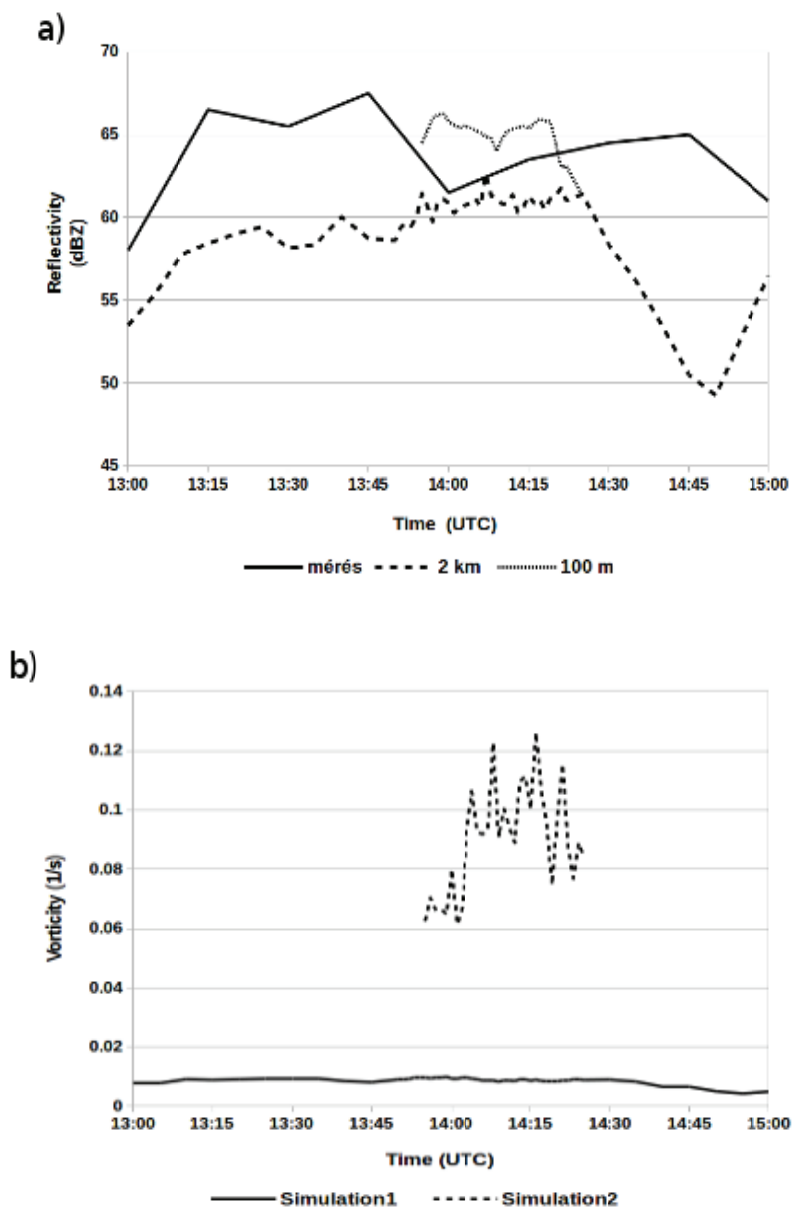 a)
70
65
60
55
50
45
Reflectivity
(dBZ)
13:00 13:15 13:30 13:45 14:00 14:15 14:30 14:45 15:00
Time (UTC)
mérés 2 km 100 m
b)
0.14
0.12
0.1
0.08
0.06
0.04
0.02
0
Vorticity (1/s)
13:00 13:15 13:30 13:45 14:00 14:15 14:30 14:45 15:00
Time (UTC)
Simulation1 Simulation2